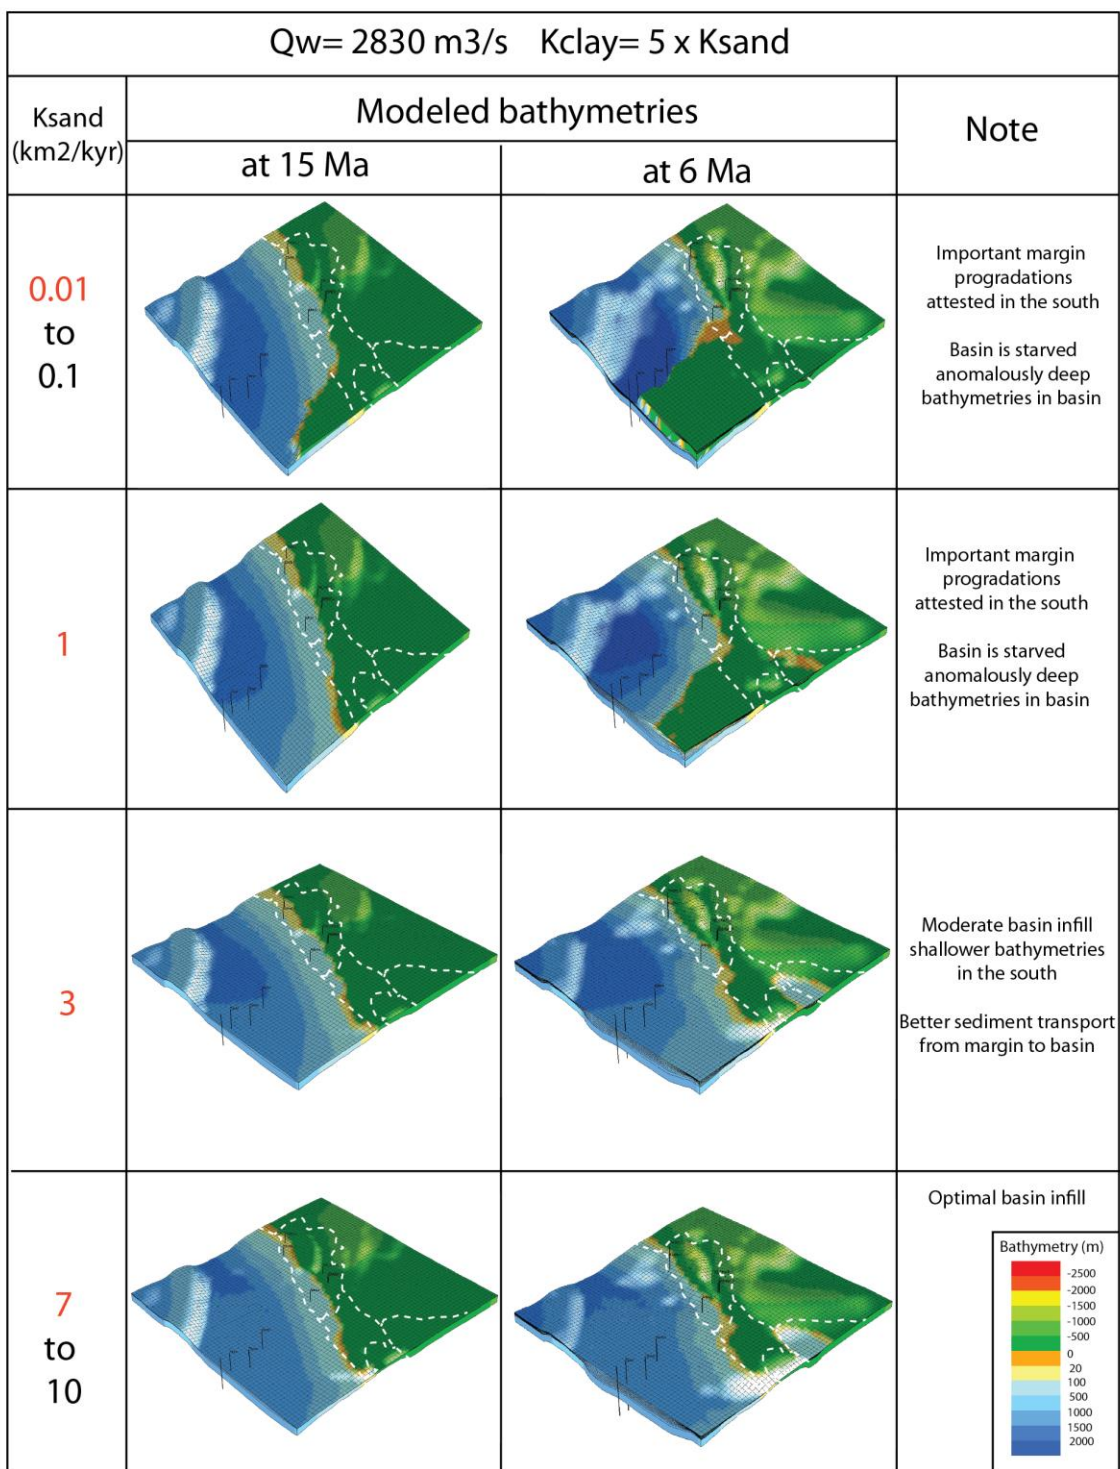 Qw= 2830 m3/s Kclay= 5 x Ksand
Ksand
(km2/kyr)
Modeled bathymetries
at 15 Ma
at 6 Ma
Note
0.01
to
0.1
Important margin
progradations
attested in the south
Basin is starved
anomalously deep
bathymetries in basin
1
Important margin
progradations
attested in the south
Basin is starved
anomalously deep
bathymetries in basin
3
Moderate basin infill
shallower bathymetries
in the south
Better sediment transport
from margin to basin
7
to
10
Optimal basin infill
Bathymetry (m)
-2500
-2000
-1500
-1000
-500
0
20
100
500
1000
1500
2000